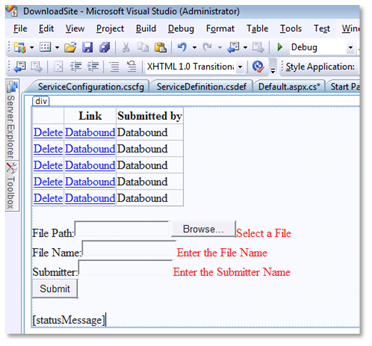 DownloadSite - Microsoft Visual Studio (Administrator)
File Edit View Project Build Debug Format Table Tools Test
Debug
XHTML 1.0 Transition Style Application:
ServiceConfiguration.cscfg ServiceDefinition.csdef Default.aspx.cs* Start
Server Explorer
Toolbox
div
Link Submitted by
Delete Databound Databound
Delete Databound Databound
Delete Databound Databound
Delete Databound Databound
Delete Databound Databound
File Path: Browse... Select a File
File Name: Enter the File Name
Submitter: Enter the Submitter Name
Submit
[statusMessage]